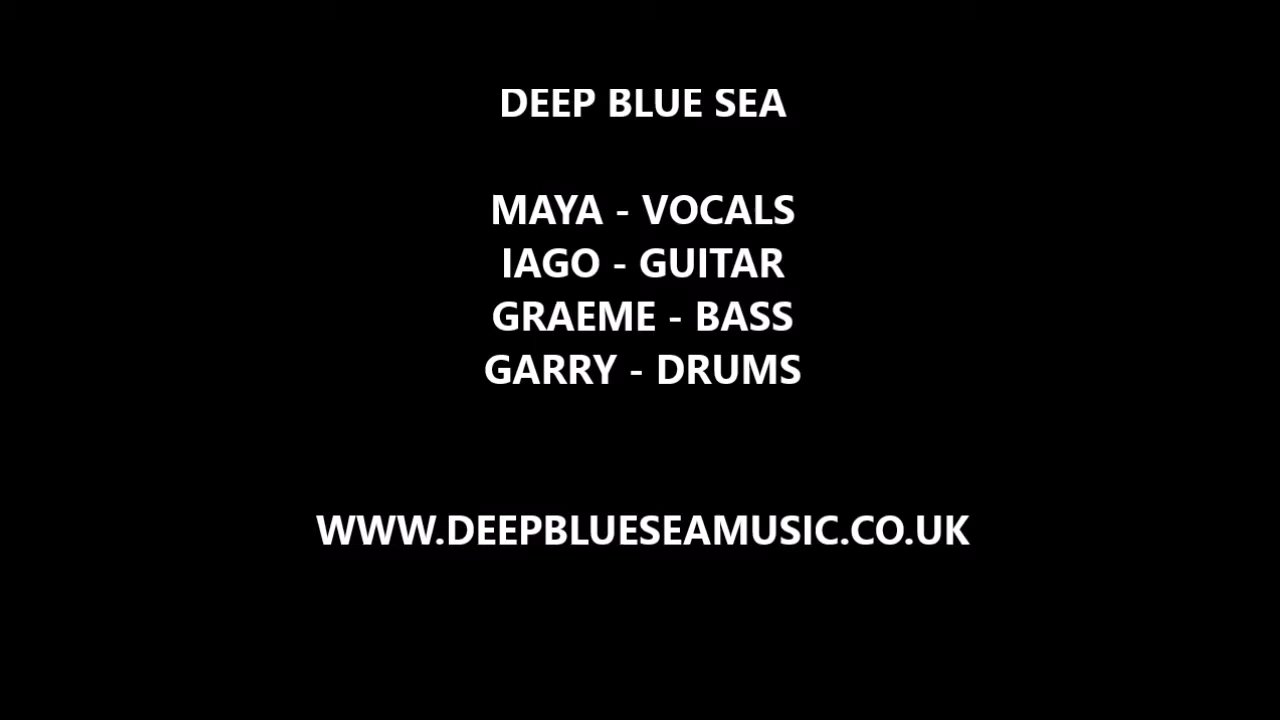 DEEP BLUE SEA
MAYA - VOCALS
IAGO - GUITAR
GRAEME - BASS
GARRY - DRUMS
WWW.DEEPBLUESEAMUSIC.CO.UK